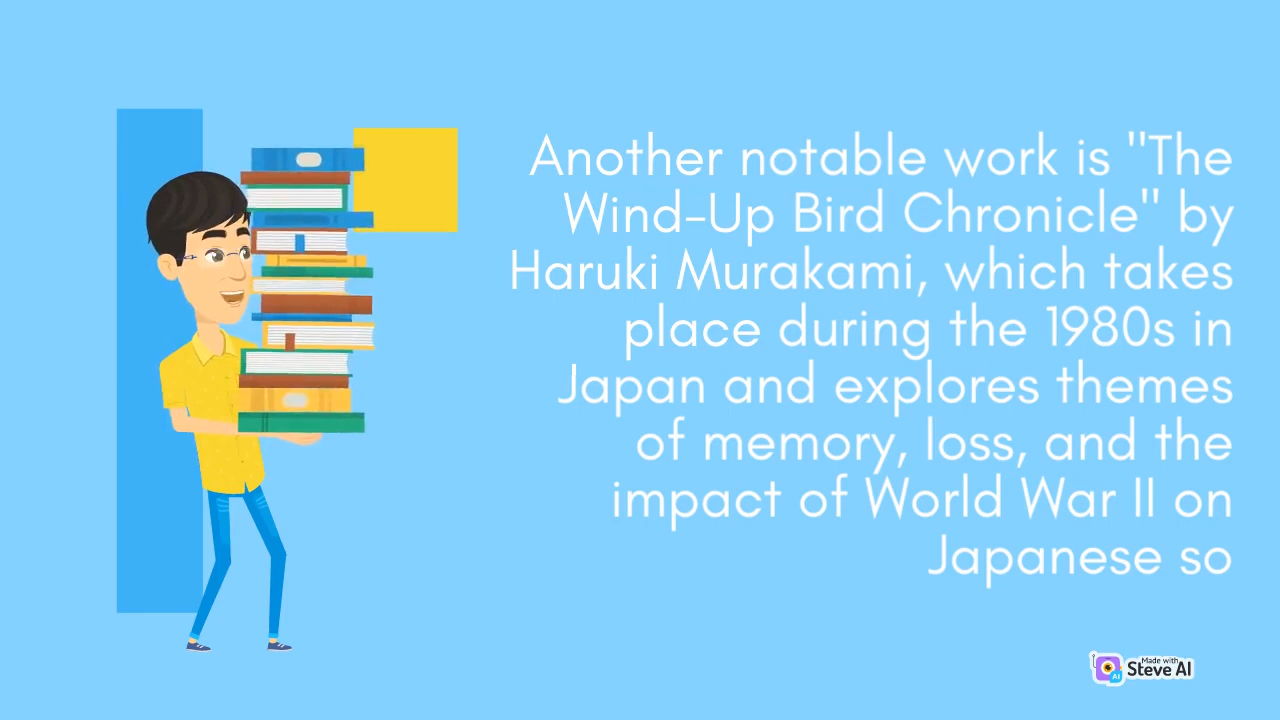 Another notable work is "The
Wind-Up Bird Chronicle" by
Haruki Murakami, which takes
place during the 1980s in
Japan and explores themes
of memory, loss, and the
impact of World War II on
Japanese so
Made with
Steve AI
AI